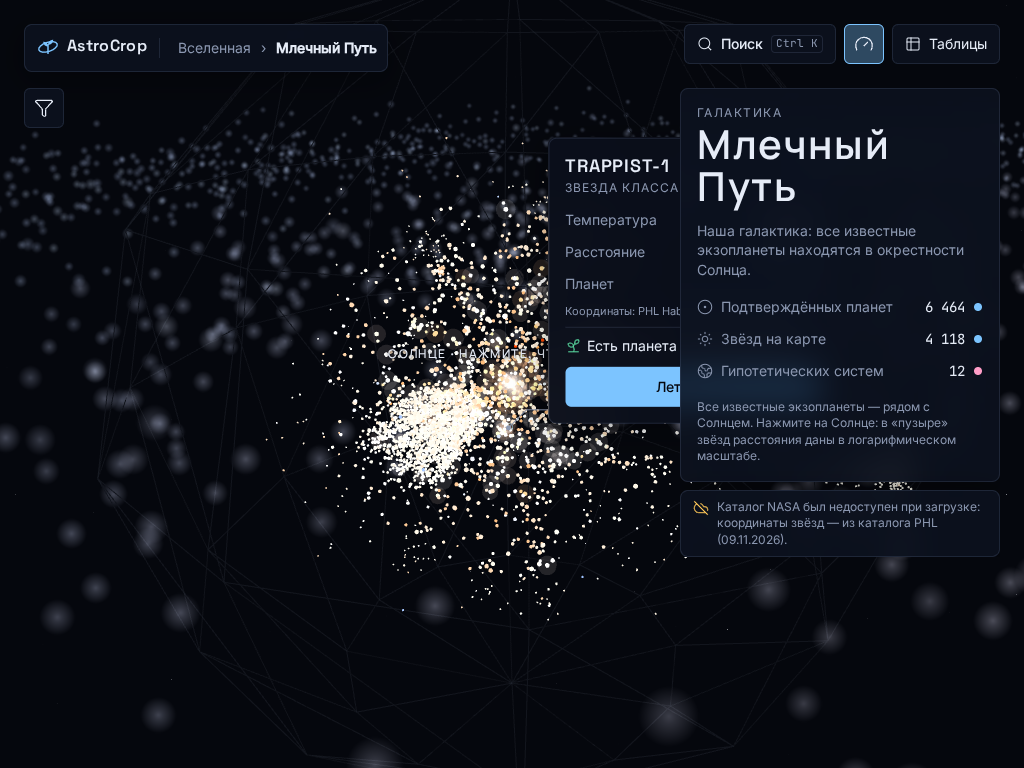 AstroCrop
Вселенная › Млечный Путь
Поиск Ctrl K
Таблицы
TRAPPIST-1
ЗВЕЗДА КЛАССА
Температура
Расстояние
Планет
Координаты: PHL
Есть планета
СОЛНЦЕ · НАЖМИТЕ,
ГАЛАКТИКА
Млечный
Путь
Наша галактика: все известные
экзопланеты находятся в окрестности
Солнца.
Подтверждённых планет 6 464
Звёзд на карте 4 118
Гипотетических систем 12
Все известные экзопланеты — рядом с
Солнцем. Нажмите на Солнце: в «пузыре»
звёзд расстояния даны в логарифмическом
масштабе.
Каталог NASA был недоступен при загрузке:
координаты звёзд — из каталога PHL
(09.11.2026).